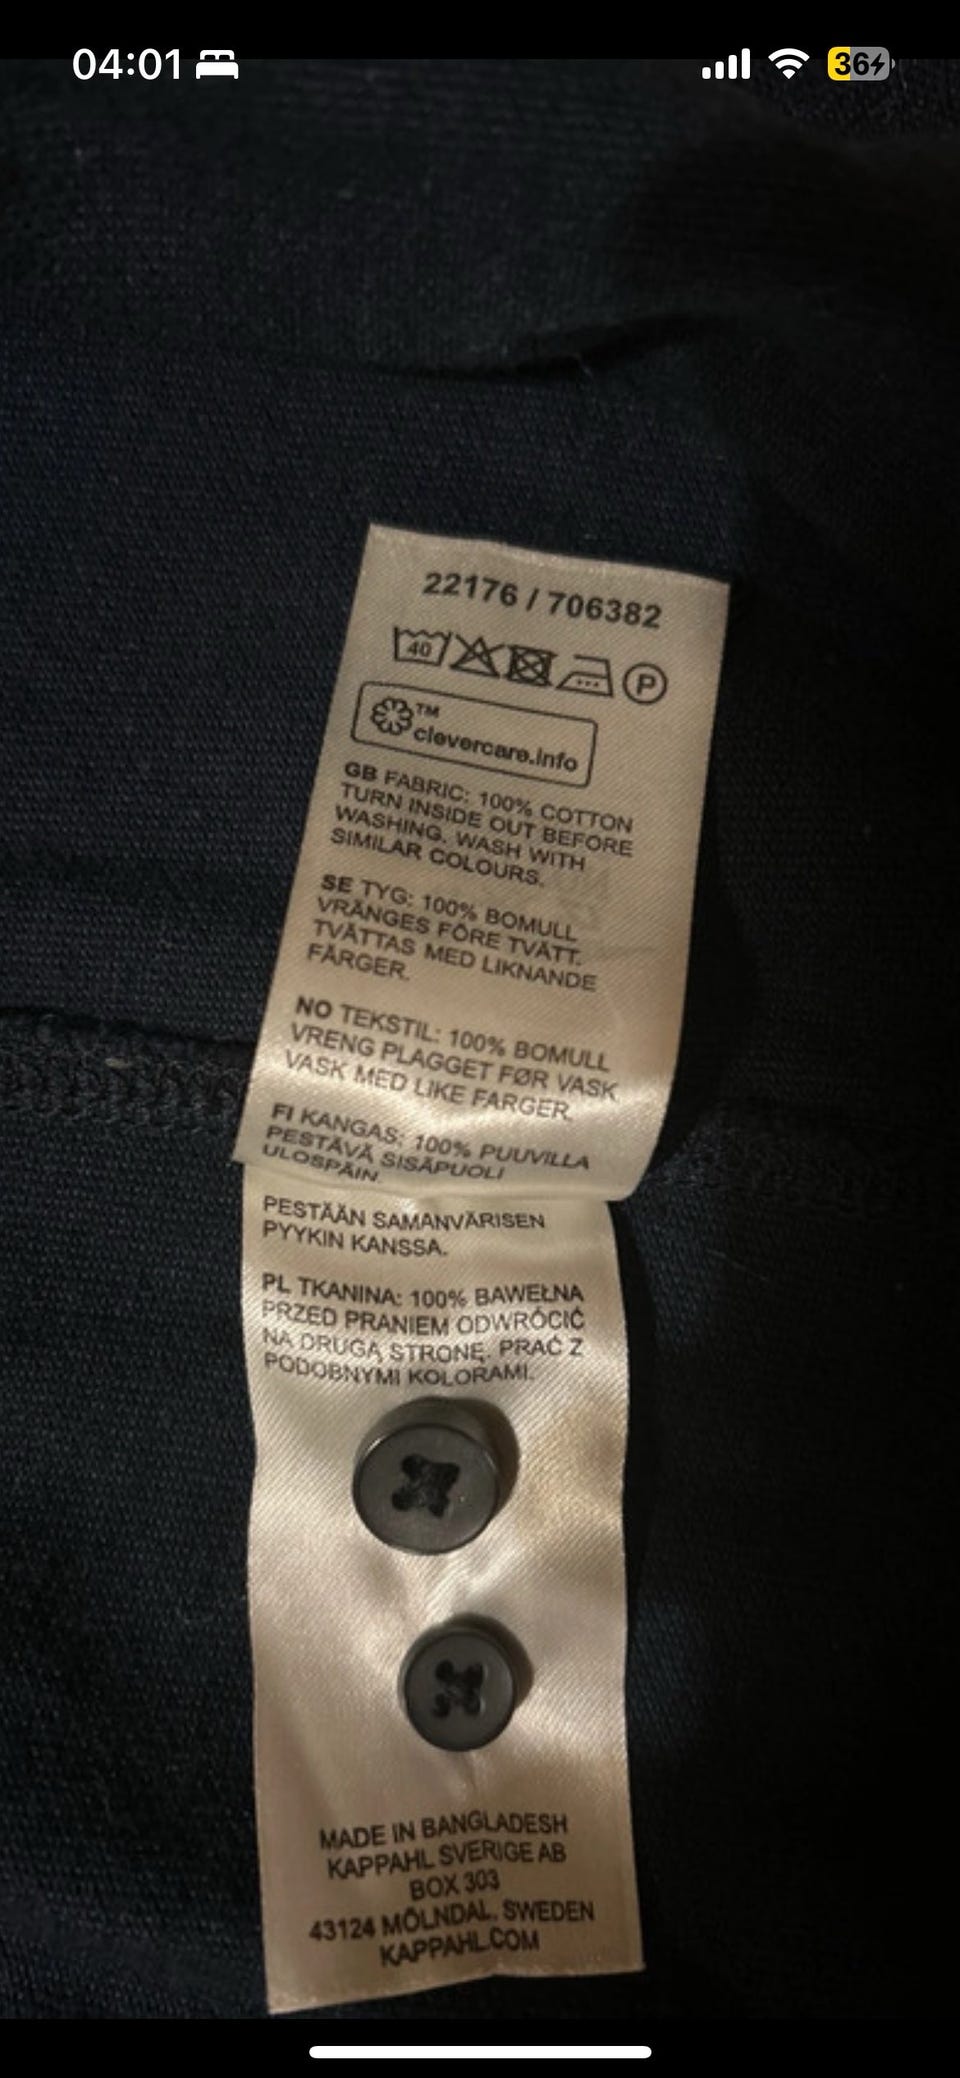 04:01
36
22176 / 706382
40
P
TM
clevercare.info
GB FABRIC: 100% COTTON
TURN INSIDE OUT BEFORE
WASHING. WASH WITH
SIMILAR COLOURS.
SE TYG: 100% BOMULL
VRÄNGES FÖRE TVÄTT.
TVÄTTAS MED LIKNANDE
FÄRGER.
NO TEKSTIL: 100% BOMULL
VRENG PLAGGET FØR VASK
VASK MED LIKE FARGER.
FI KANGAS: 100% PUUVILLA
PESTÄVÄ SISÄPUOLI
ULOSPÄIN.
PESTÄÄN SAMANVÄRISEN
PYYKIN KANSSA.
PL TKANINA: 100% BAWEŁNA
PRZED PRANIEM ODWRÓCIĆ
NA DRUGĄ STRONĘ. PRAĆ Z
PODOBNYMI KOLORAMI.
MADE IN BANGLADESH
KAPPAHL SVERIGE AB
BOX 303
43124 MÖLNDAL. SWEDEN
KAPPAHL.COM